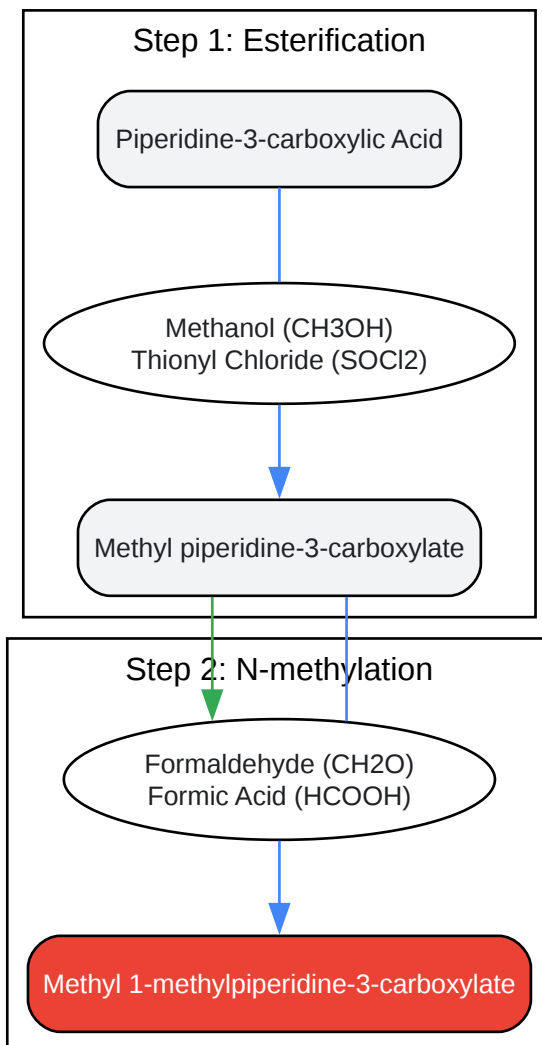 Step 1: Esterification
Piperidine-3-carboxylic Acid
Methanol (CH3OH)
Thionyl Chloride (SOCl2)
Methyl piperidine-3-carboxylate
Step 2: N-methylation
Formaldehyde (CH2O)
Formic Acid (HCOOH)
Methyl 1-methylpiperidine-3-carboxylate